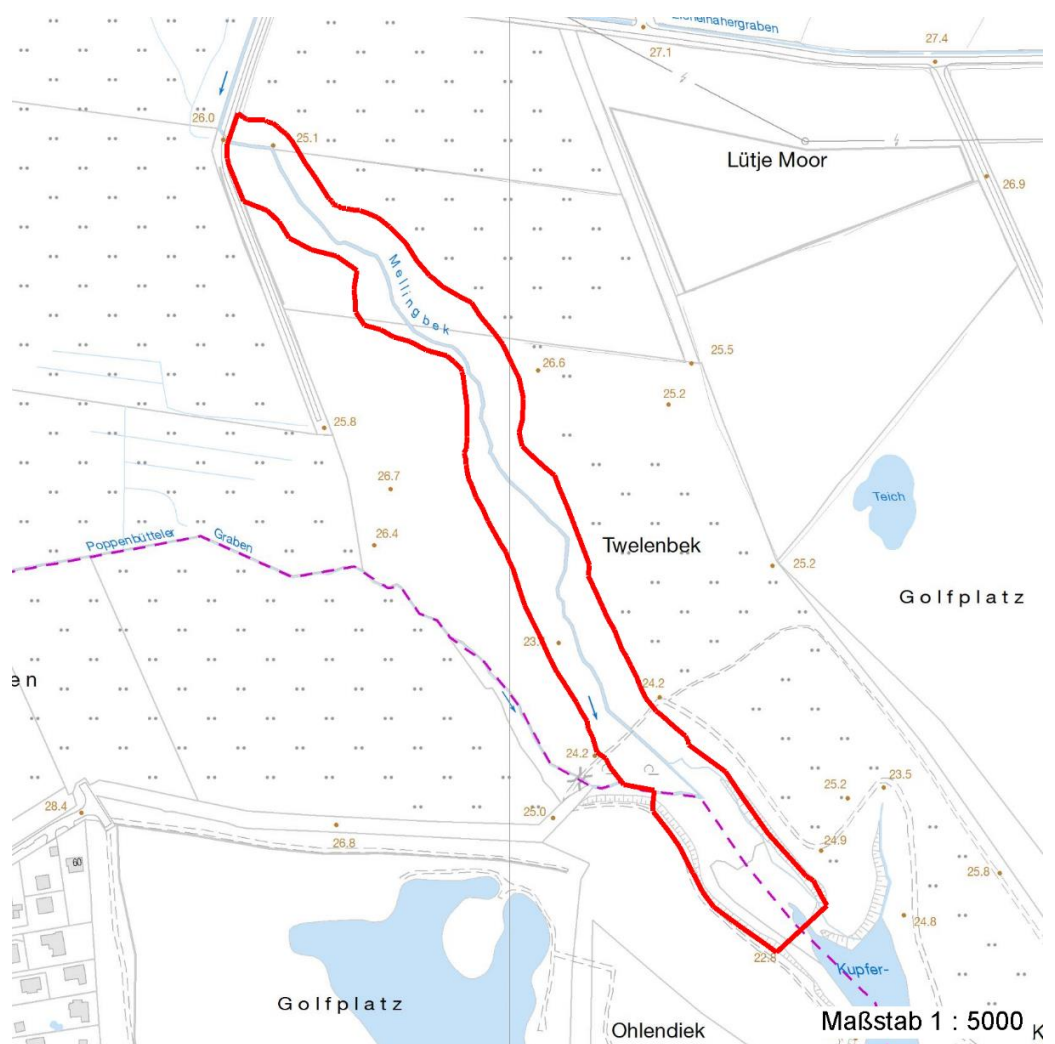 27.1
27.4
26.0
25.1
Lütje Moor
26.9
Mellingbek
26.6
25.5
25.2
25.8
26.7
Teich
26.4
Poppenbütteler Graben
Twelenbek
25.2
Golfplatz
23.
en
24.2
24.2
25.2
23.5
28.4
25.0
26.8
24.9
60
25.8
24.8
22.8
Kupfer-
Golfplatz
Ohlendiek
Maßstab 1 : 5000
K